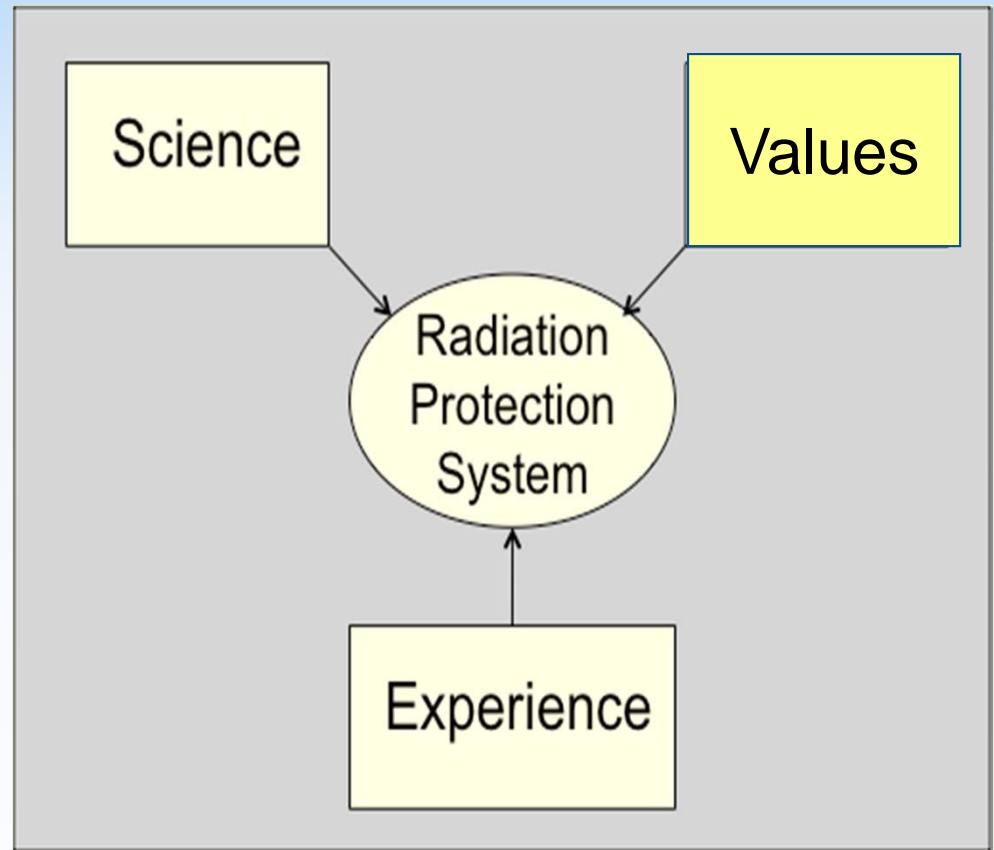 Science
Values
Radiation
Protection
System
Experience